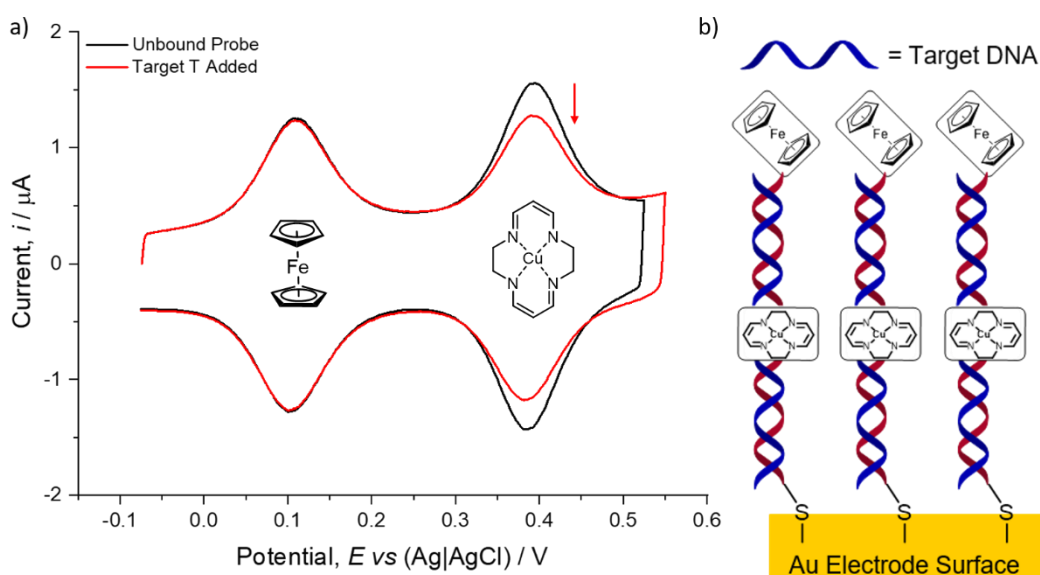 a)
Unbound Probe
Target T Added
Current, i / μA
2
1
0
-1
-2
Fe
N
N
Cu
N
N
-0.1
0.0
0.1
0.2
0.3
0.4
0.5
0.6
Potential, E vs (Ag|AgCl) / V
b)
= Target DNA
Fe
Fe
Fe
N
N
Cu
N
N
N
N
Cu
N
N
N
N
Cu
N
N
S
S
S
Au Electrode Surface